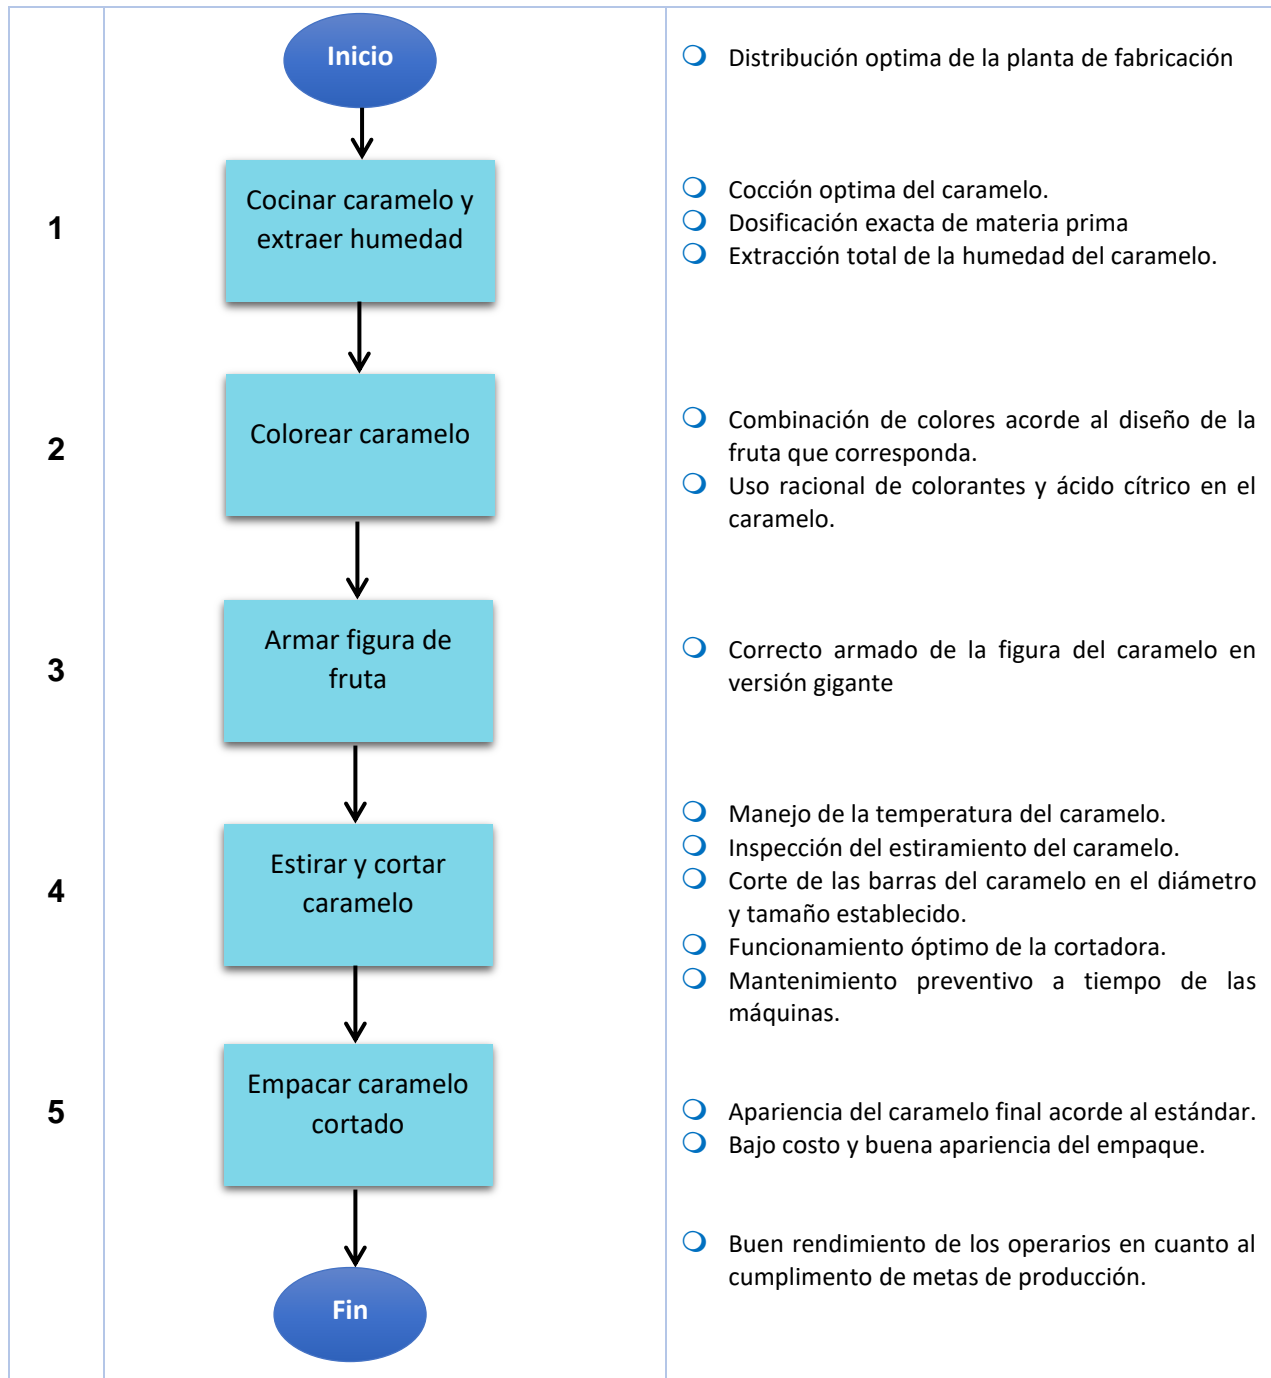 Inicio
Distribución optima de la planta de fabricación
1
Cocinar caramelo y
extraer humedad
Cocción optima del caramelo.
Dosificación exacta de materia prima
Extracción total de la humedad del caramelo.
2
Colorear caramelo
Combinación de colores acorde al diseño de la
fruta que corresponda.
Uso racional de colorantes y ácido cítrico en el
caramelo.
3
Armar figura de
fruta
Correcto armado de la figura del caramelo en
versión gigante
4
Estirar y cortar
caramelo
Manejo de la temperatura del caramelo.
Inspección del estiramiento del caramelo.
Corte de las barras del caramelo en el diámetro
y tamaño establecido.
Funcionamiento óptimo de la cortadora.
Mantenimiento preventivo a tiempo de las
máquinas.
5
Empacar caramelo
cortado
Apariencia del caramelo final acorde al estándar.
Bajo costo y buena apariencia del empaque.
Buen rendimiento de los operarios en cuanto al
cumplimento de metas de producción.
Fin